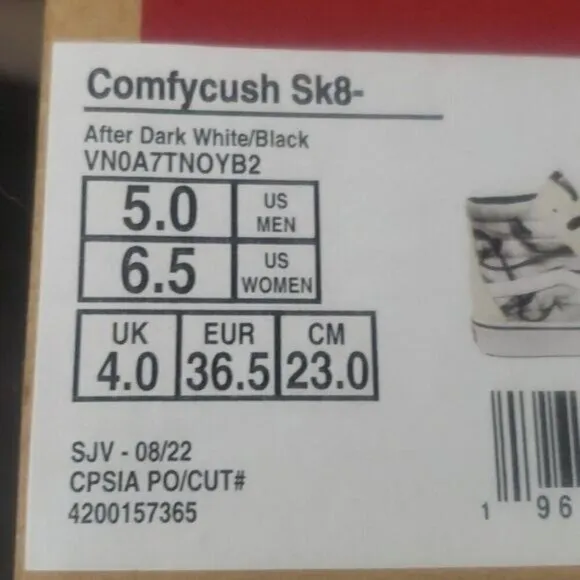 Comfycush Sk8-
After Dark White/Black
VN0A7TNOYB2
5.0 US MEN
6.5 US WOMEN
UK EUR CM
4.0 36.5 23.0
SJV - 08/22
CPSIA PO/CUT#
4200157365
1 96